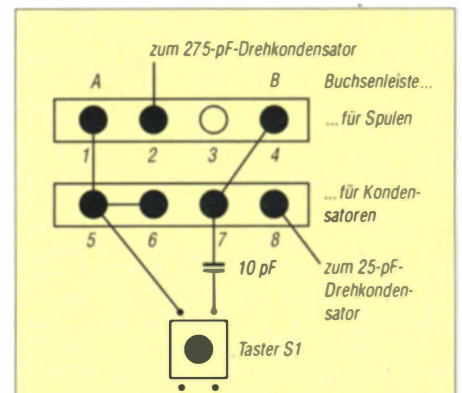 zum 275-pF-Drehkondensator
A
B
Buchsenleiste...
...für Spulen
1
2
3
4
...für Konden-
satoren
5
6
7
8
10 pF
zum 25-pF-
Drehkonden-
sator
Taster S1